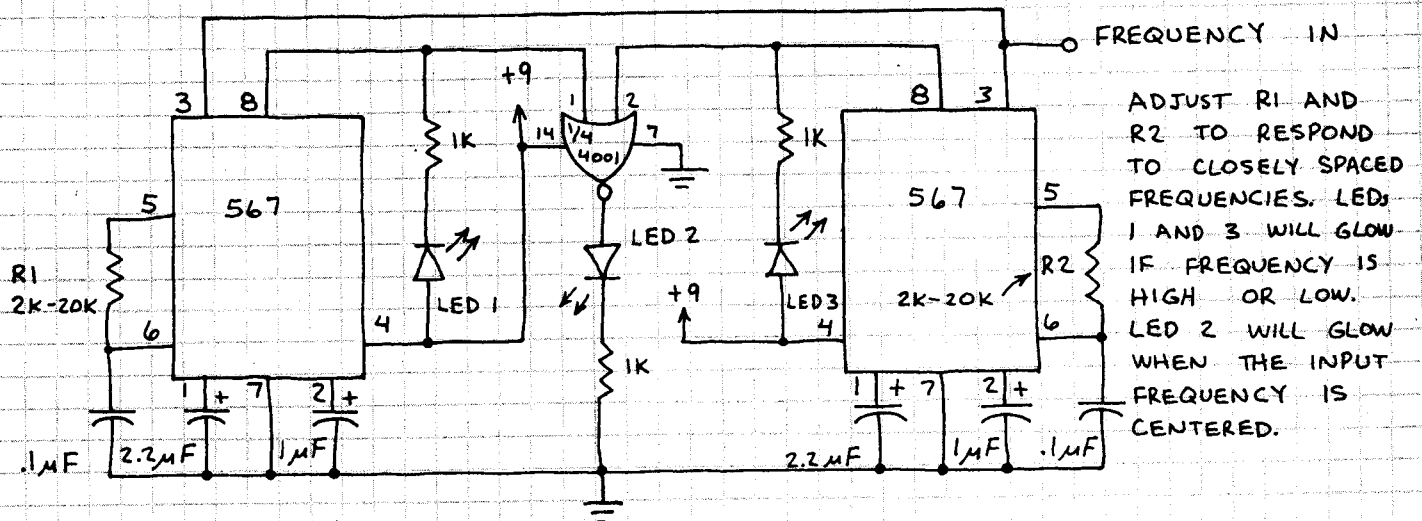 FREQUENCY IN
ADJUST R1 AND
R2 TO RESPOND
TO CLOSELY SPACED
FREQUENCIES. LEDs
1 AND 3 WILL GLOW
IF FREQUENCY IS
HIGH OR LOW.
LED 2 WILL GLOW
WHEN THE INPUT
FREQUENCY IS
CENTERED.
3 8
+9
1 2
14 1/4 7
4001
1K
1K
8 3
5
567
567
5
R1
2K-20K
LED 2
LED 1
+9
LED3
2K-20K
R2
6
4
4
6
1K
1 + 7 2 +
1 + 7 2 +
.1µF 2.2µF 1µF
2.2µF 1µF .1µF